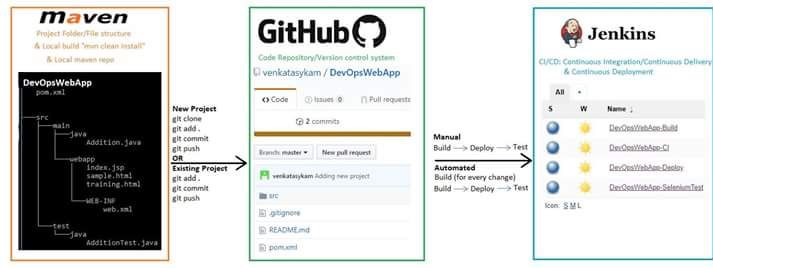 maven
Project Folder/File structure
& Local build "mvn clean install"
& Local maven repo
DevOpsWebApp
pom.xml
src
main
java
Addition.java
webapp
index.jsp
sample.html
training.html
WEB-INF
web.xml
test
java
AdditionTest.java
New Project
git clone
git add .
git commit
git push
OR
Existing Project
git add .
git commit
git push
GitHub
Code Repository/Version control system
venkatasykam / DevOpsWebApp
<> Code
Issues 0
Pull requests
2 commits
Branch: master
New pull request
venkatasykam Adding new project
src
.gitignore
README.md
pom.xml
Manual
Build → Deploy → Test
Automated
Build (for every change)
Build → Deploy → Test
Jenkins
CI/CD: Continuous Integration/Continuous Delivery
& Continuous Deployment
All +
S W Name ↓
DevOpsWebApp-Build
DevOpsWebApp-CI
DevOpsWebApp-Deploy
DevOpsWebApp-SeleniumTest
Icon: S M L